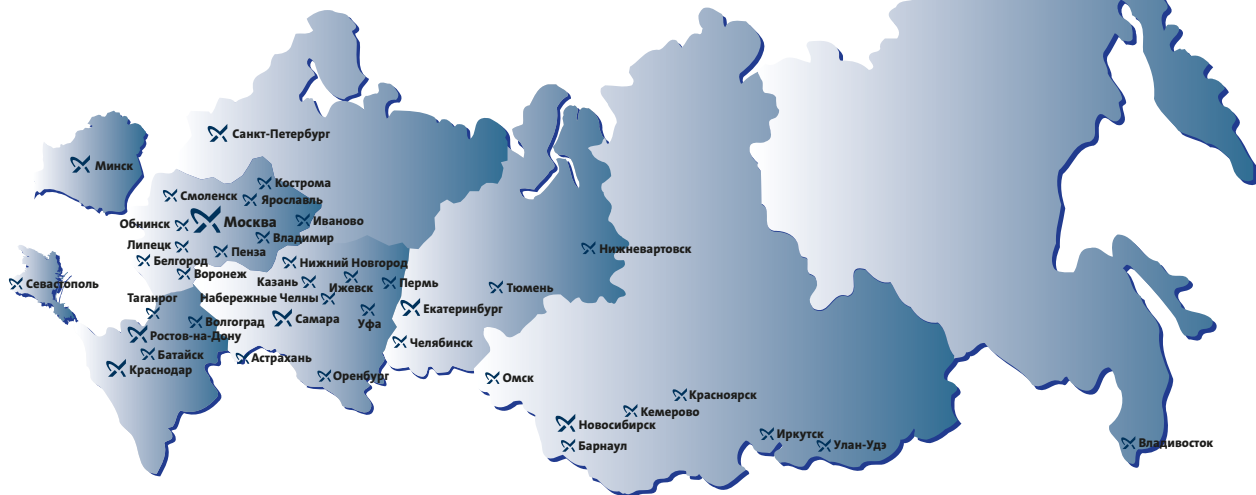 Санкт-Петербург
Минск
Кострома
Смоленск
Ярославль
Обнинск
Москва
Иваново
Владимир
Липецк
Пенза
Нижневартовск
Белгород
Нижний Новгород
Воронеж
Севастополь
Казань
Ижевск
Пермь
Тюмень
Таганрог
Набережные Челны
Екатеринбург
Волгоград
Самара
Уфа
Ростов-на-Дону
Челябинск
Батайск
Астрахань
Краснодар
Оренбург
Омск
Красноярск
Кемерово
Новосибирск
Иркутск
Барнаул
Улан-Удэ
Владивосток